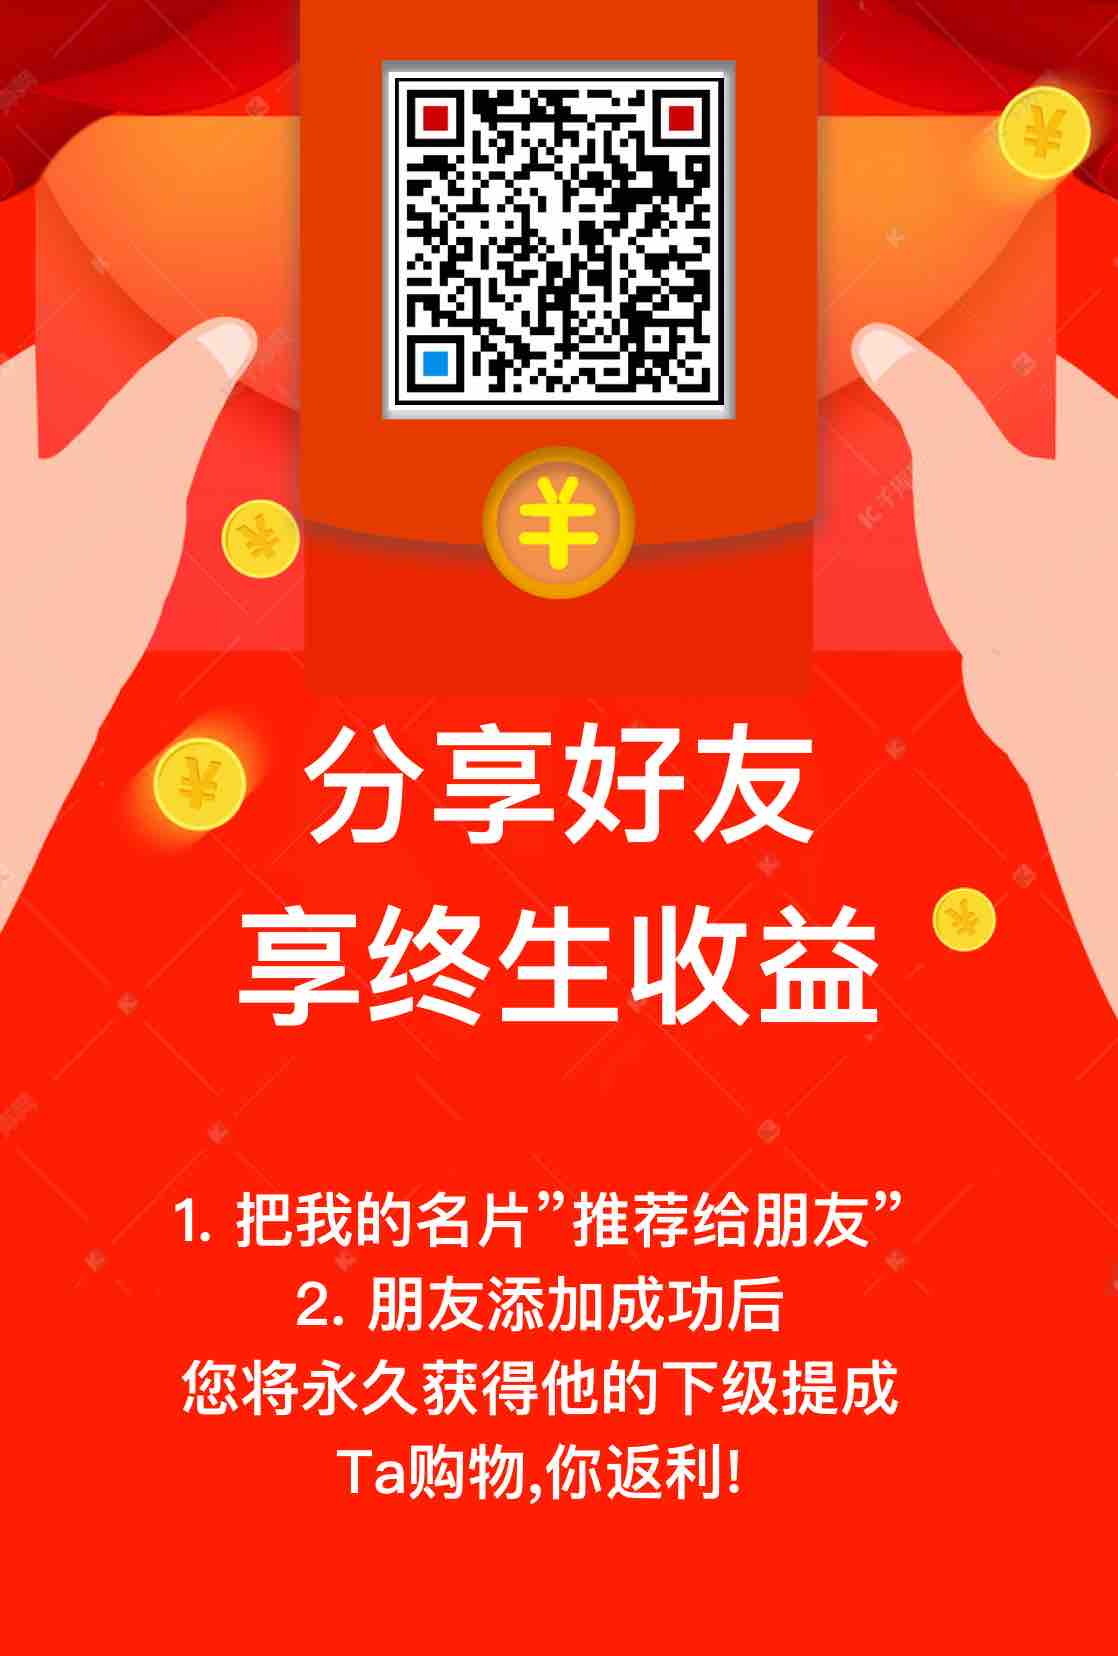 分享好友
享终生收益
1. 把我的名片”推荐给朋友”
2. 朋友添加成功后
您将永久获得他的下级提成
Ta购物,你返利!